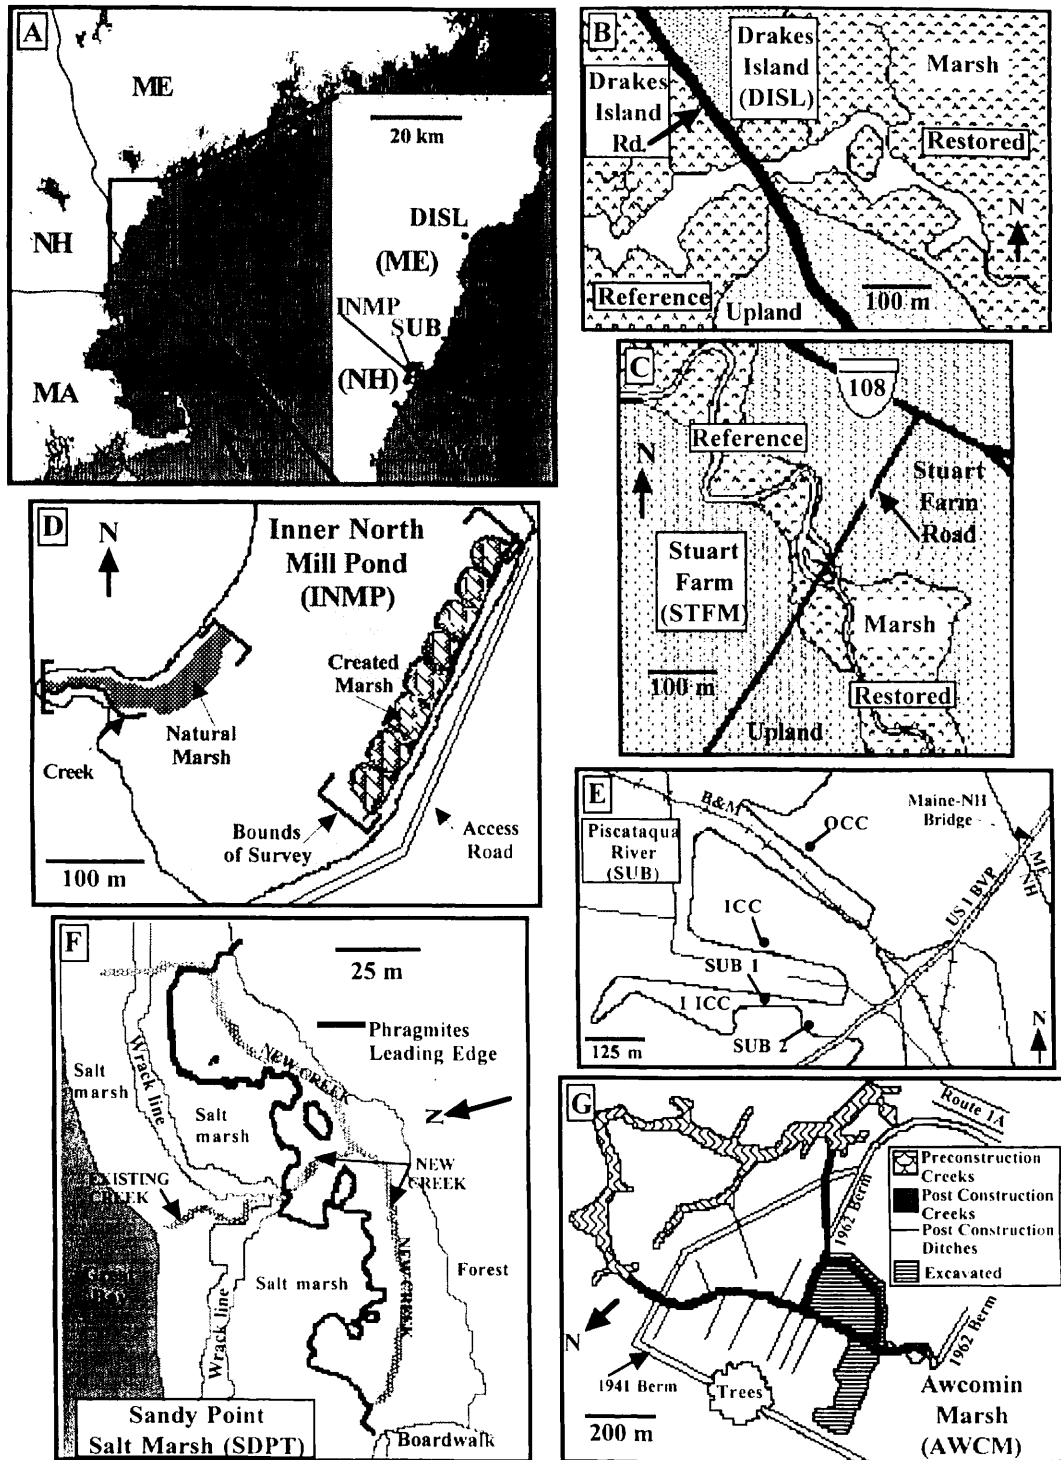 A
ME
20 km
DISL
NH
(ME)
INMP
SUB
(NH)
MA
B
Drakes
Island
(DISL)
Marsh
Drakes
Island
Rd.
Restored
N
Reference
100 m
Upland
C
108
Reference
N
Stuart
Farm
Road
Stuart
Farm
(STFM)
Marsh
100 m
Restored
Upland
D
N
Inner North
Mill Pond
(INMP)
Created
Marsh
Natural
Marsh
Creek
Bounds
of Survey
Access
Road
100 m
E
B&M
Maine-NH
Bridge
Piscataqua
River
(SUB)
OCC
ME
NH
US 1 BVP
ICC
SUB 1
I ICC
SUB 2
125 m
N
F
25 m
Phragmites
Leading Edge
NEW CREEK
Salt
marsh
Wrack line
Salt
marsh
N
EXISTING
CREEK
NEW
CREEK
Salt marsh
NEW CREEK
Forest
Great
Wrack line
Sandy Point
Salt Marsh (SDPT)
Boardwalk
G
Route 1A
Preconstruction
Creeks
Post Construction
Creeks
Post Construction
Ditches
Excavated
1962 Berm
N
1962 Berm
1941 Berm
Trees
200 m
Awcomin
Marsh
(AWCM)